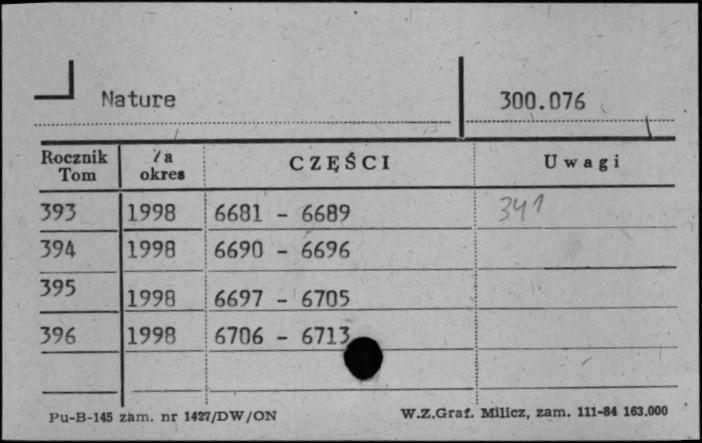 Nature 300.076
Rocznik Tom Za okres CZĘŚCI Uwagi
393 1998 6681 - 6689 341
394 1998 6690 - 6696
395 1998 6697 - 6705
396 1998 6706 - 6713
Pu-B-145 zam. nr 1427/DW/ON W.Z.Graf. Milicz, zam. 111-84 163.000